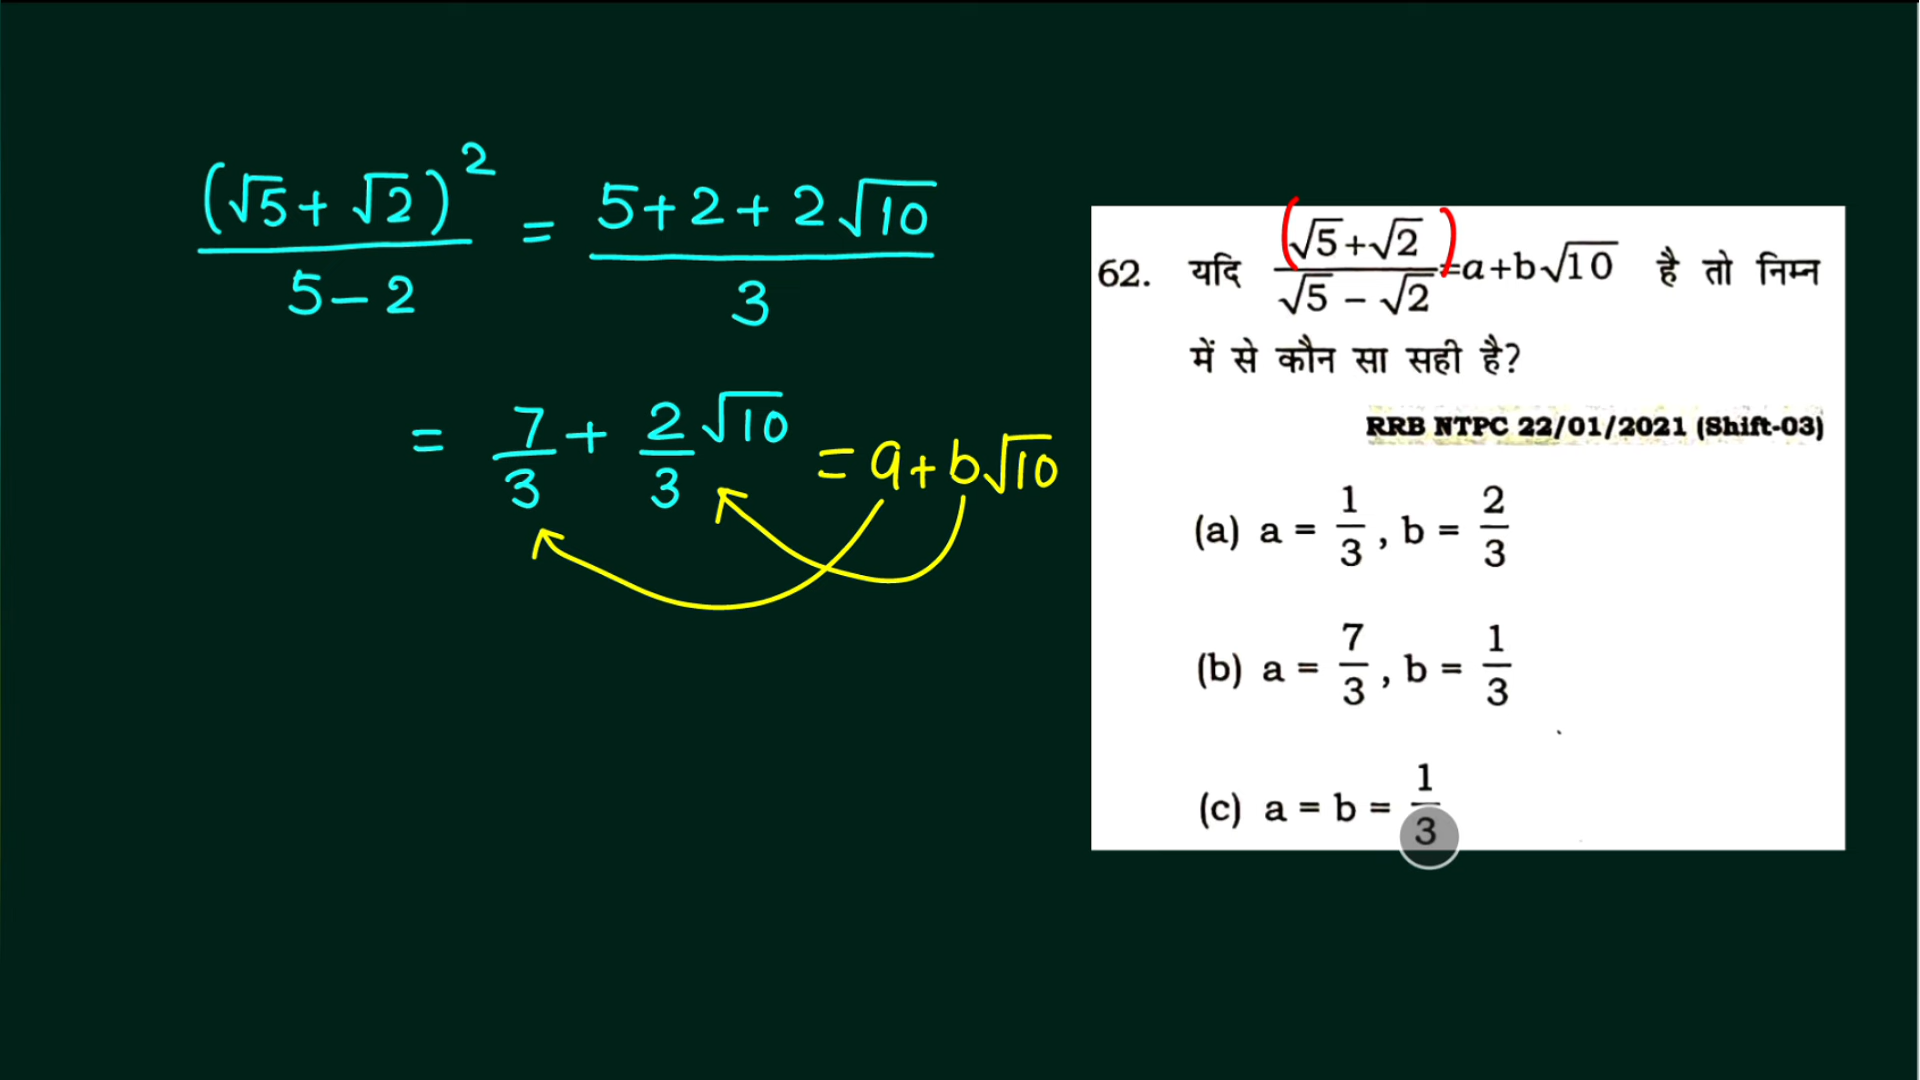 (√5+√2)² / 5-2 = 5+2+2√10 / 3
= 7/3 + 2/3 √10 = a+b√10
62. यदि (√5+√2) / √5-√2 =a+b√10 है तो निम्न
में से कौन सा सही है?
RRB NTPC 22/01/2021 (Shift-03)
(a) a = 1/3 , b = 2/3
(b) a = 7/3 , b = 1/3
(c) a = b = 1/3